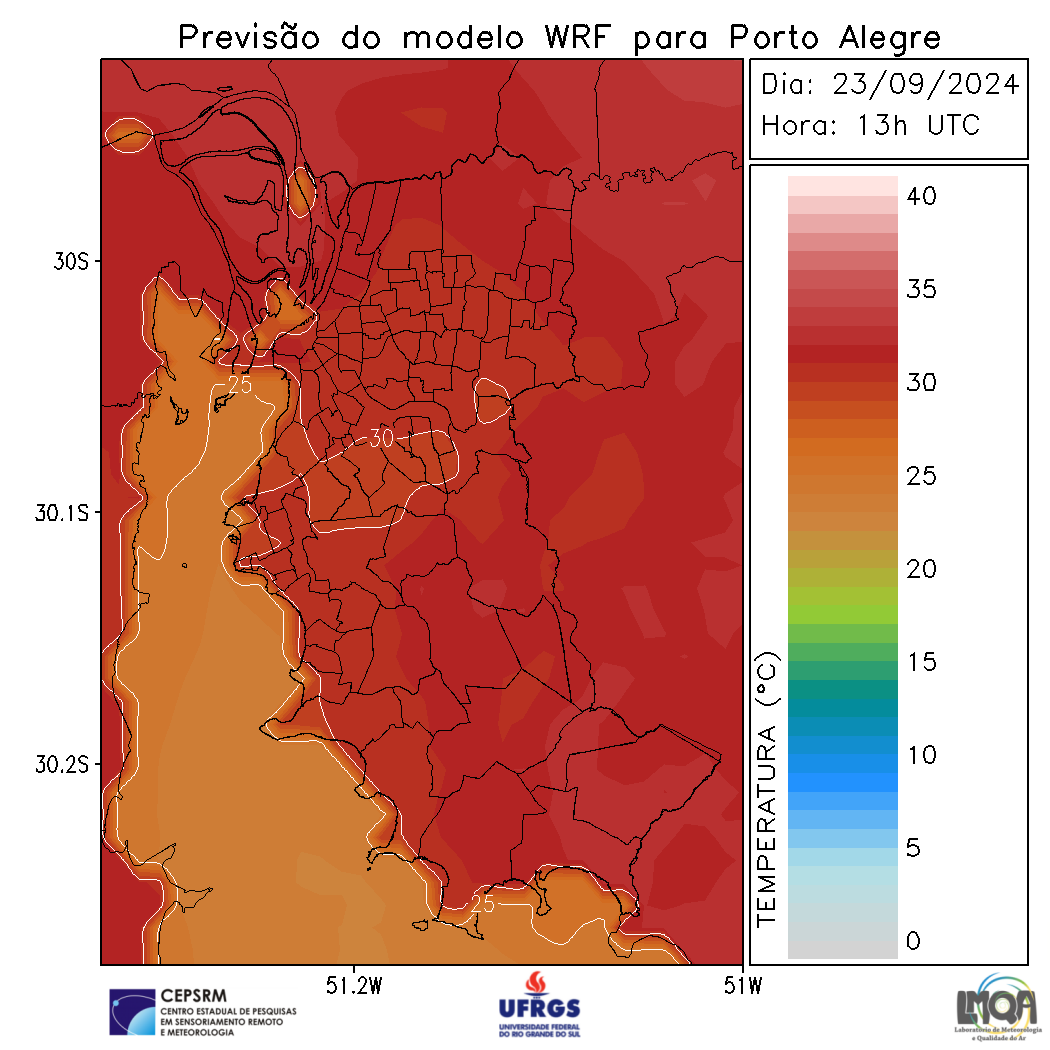 Previsão do modelo WRF para Porto Alegre
Dia: 23/09/2024
Hora: 13h UTC
40
35
30
25
20
15
10
5
0
TEMPERATURA (°C)
30S
30.1S
30.2S
51.2W
51W
25
30
25
CEPSRM
CENTRO ESTADUAL DE PESQUISAS
EM SENSORIAMENTO REMOTO
E METEOROLOGIA
UFRGS
UNIVERSIDADE FEDERAL
DO RIO GRANDE DO SUL
LMQA
Laboratório de Meteorologia
e Qualidade do Ar